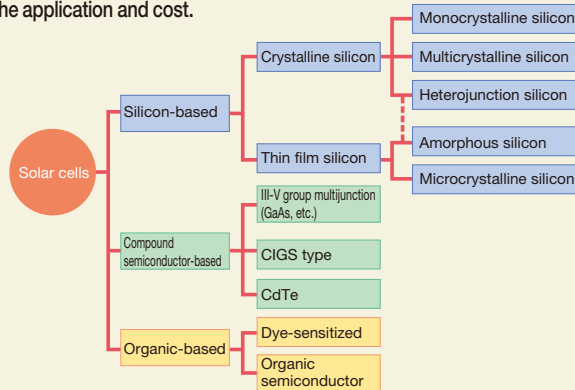 he application and cost.
Monocrystalline silicon
Crystalline silicon
Multicrystalline silicon
Heterojunction silicon
Silicon-based
Amorphous silicon
Thin film silicon
Microcrystalline silicon
Solar cells
III-V group multijunction
(GaAs, etc.)
Compound
semiconductor-based
CIGS type
CdTe
Dye-sensitized
Organic-based
Organic
semiconductor